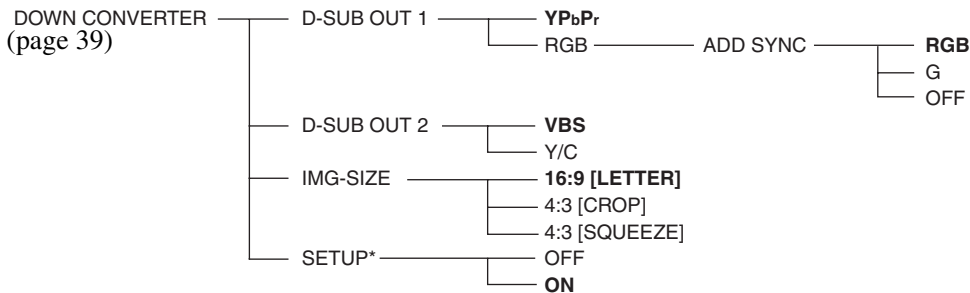 DOWN CONVERTER D-SUB OUT 1 YPbPr
(page 39) RGB ADD SYNC RGB
G
OFF
D-SUB OUT 2 VBS
Y/C
IMG-SIZE 16:9 [LETTER]
4:3 [CROP]
4:3 [SQUEEZE]
SETUP* OFF
ON